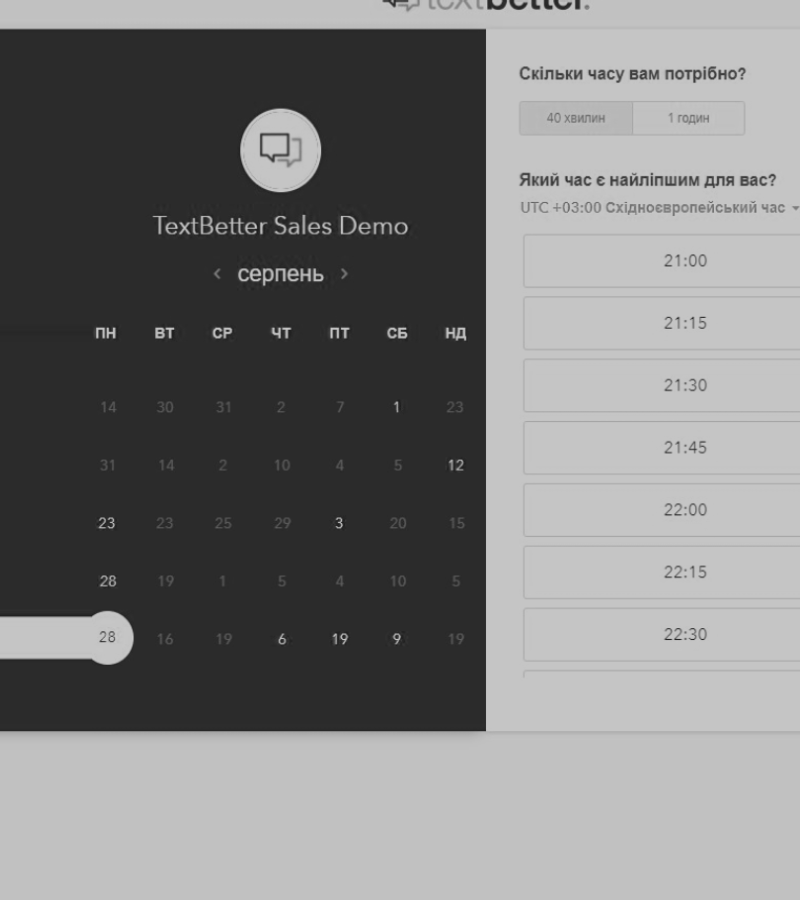 textbetter.
TextBetter Sales Demo
‹ серпень ›
ПН ВТ СР ЧТ ПТ СБ НД
14 30 31 2 7 1 23
31 14 2 10 4 5 12
23 23 25 29 3 20 15
28 19 1 5 4 10 5
28 16 19 6 19 9 19
Скільки часу вам потрібно?
40 хвилин 1 годин
Який час є найліпшим для вас?
UTC +03:00 Східноєвропейський час
21:00
21:15
21:30
21:45
22:00
22:15
22:30